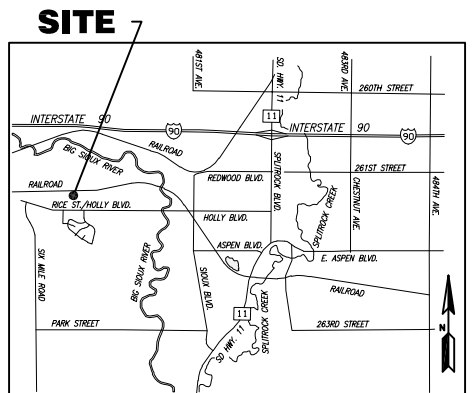 SITE
481ST AVE.
SD. HWY. 11
483RD AVE.
260TH STREET
11
INTERSTATE 90
90
INTERSTATE 90
90
RAILROAD
BIG SIOUX RIVER
261ST STREET
RAILROAD
REDWOOD BLVD.
SPLITROCK BLVD.
CHESTNUT AVE.
484TH AVE.
RICE ST./HOLLY BLVD.
HOLLY BLVD.
SPLITROCK CREEK
ASPEN BLVD.
E. ASPEN BLVD.
SIX MILE ROAD
BIG SIOUX RIVER
SIOUX BLVD.
RAILROAD
11
PARK STREET
SD HWY. 11
SPLITROCK CREEK
263RD STREET
N